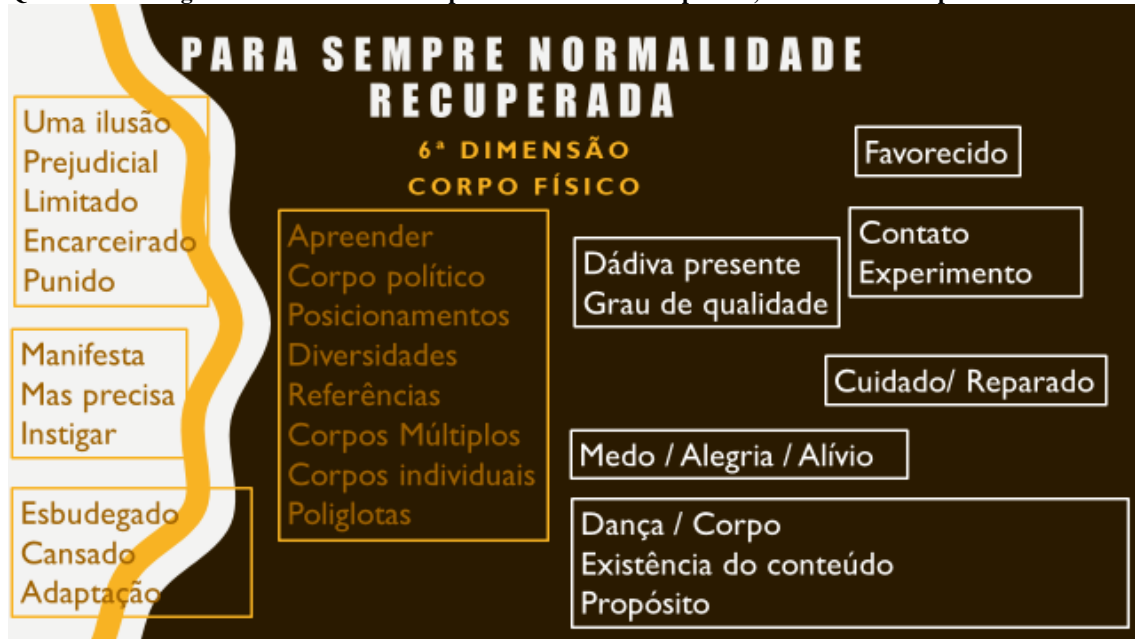 PARA SEMPRE NORMALIDADE
RECUPERADA
6ª DIMENSÃO
CORPO FÍSICO
Uma ilusão
Prejudicial
Limitado
Encarceirado
Punido
Manifesta
Mas precisa
Instigar
Esbudegado
Cansado
Adaptação
Apreender
Corpo político
Posicionamentos
Diversidades
Referências
Corpos Múltiplos
Corpos individuais
Poliglotas
Dádiva presente
Grau de qualidade
Favorecido
Contato
Experimento
Cuidado/ Reparado
Medo / Alegria / Alívio
Dança / Corpo
Existência do conteúdo
Propósito